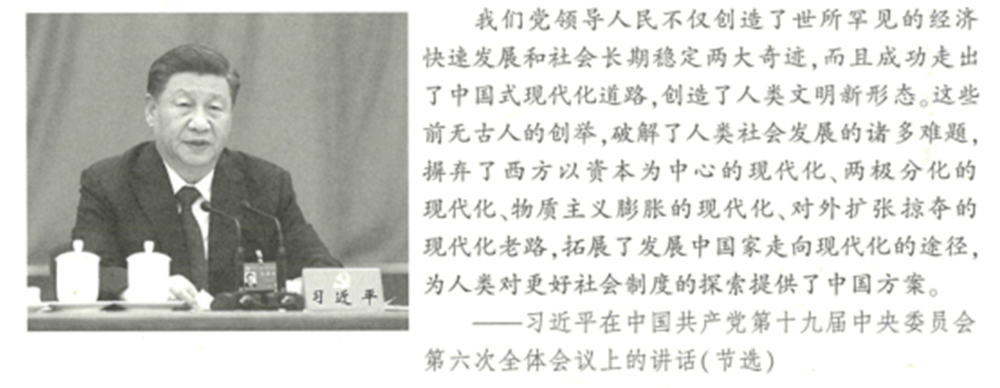 我们党领导人民不仅创造了世所罕见的经济
快速发展和社会长期稳定两大奇迹,而且成功走出
了中国式现代化道路,创造了人类文明新形态。这些
前无古人的创举,破解了人类社会发展的诸多难题,
摒弃了西方以资本为中心的现代化、两极分化的
现代化、物质主义膨胀的现代化、对外扩张掠夺的
现代化老路,拓展了发展中国家走向现代化的途径,
为人类对更好社会制度的探索提供了中国方案。
——习近平在中国共产党第十九届中央委员会
第六次全体会议上的讲话(节选)
习近平